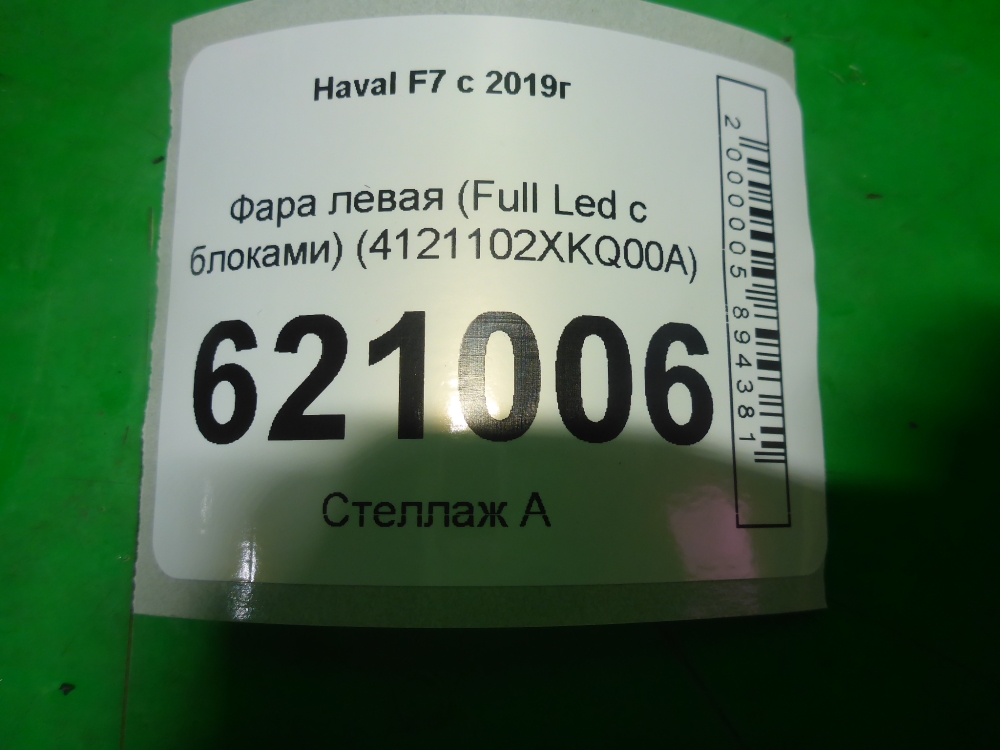 Haval F7 с 2019г
Фара левая (Full Led с
блоками) (4121102XKQ00A)
621006
Стеллаж А
2000005894381